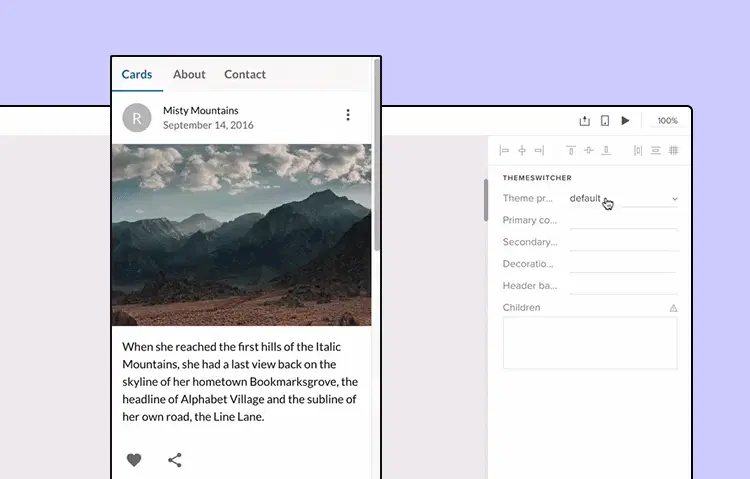 Cards About Contact
R
Misty Mountains
September 14, 2016
When she reached the first hills of the Italic
Mountains, she had a last view back on the
skyline of her hometown Bookmarksgrove, the
headline of Alphabet Village and the subline of
her own road, the Line Lane.
100%
THEMESWITCHER
Theme pr... default
Primary co...
Secondary...
Decoratio...
Header ba...
Children